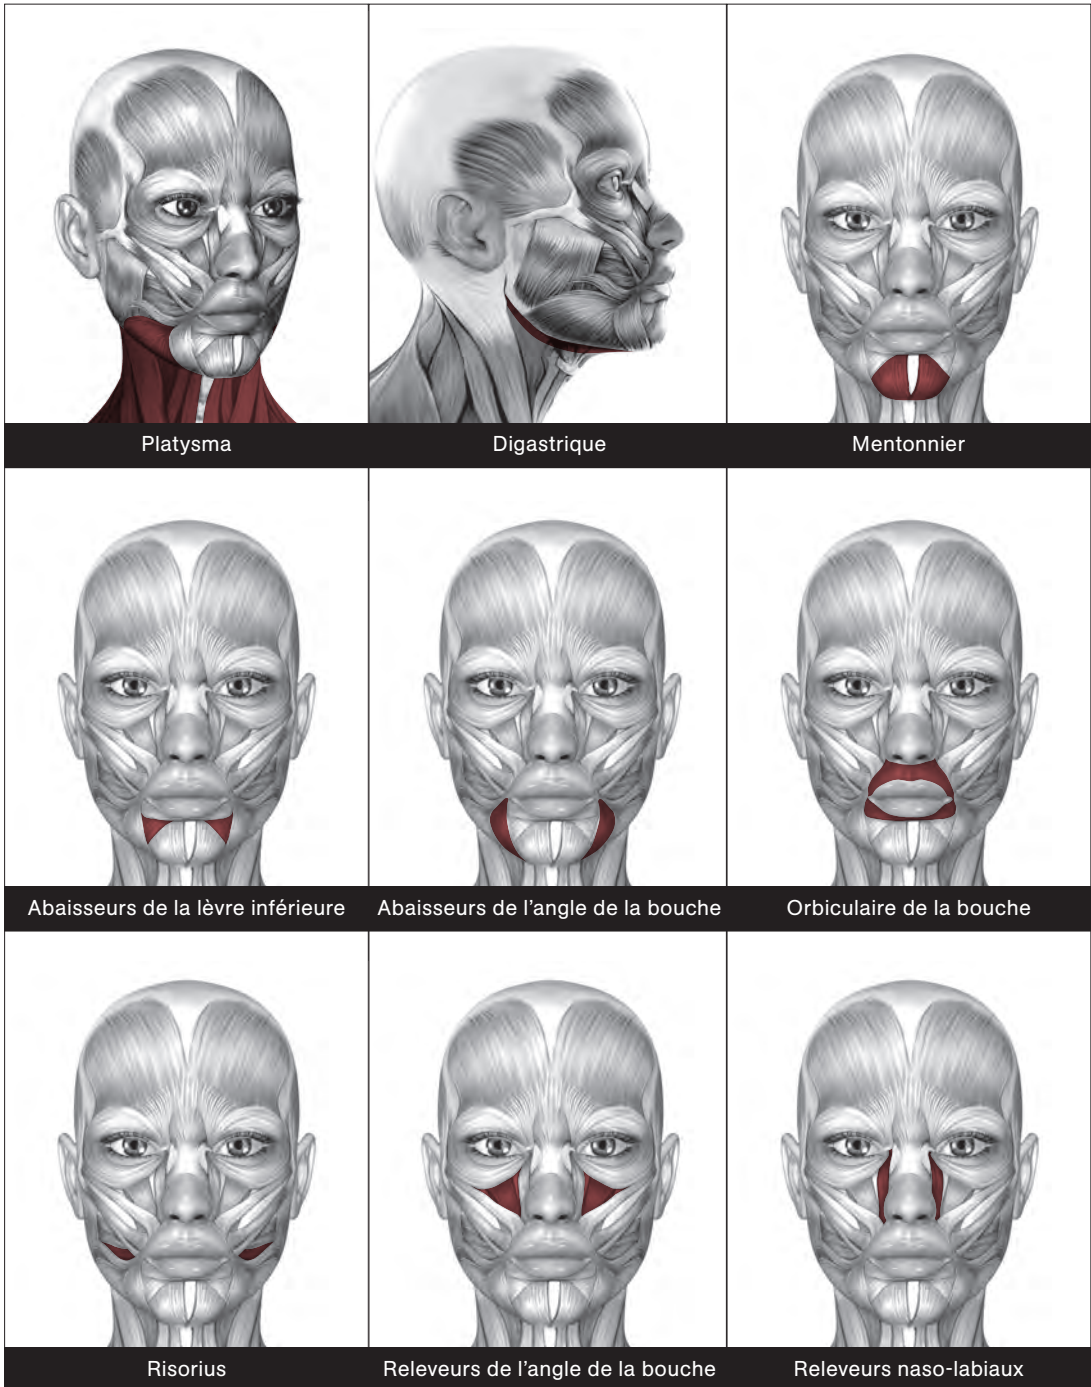 Platysma
Digastrique
Mentonnier
Abaisseurs de la lèvre inférieure
Abaisseurs de l'angle de la bouche
Orbiculaire de la bouche
Risorius
Releveurs de l'angle de la bouche
Releveurs naso-labiaux